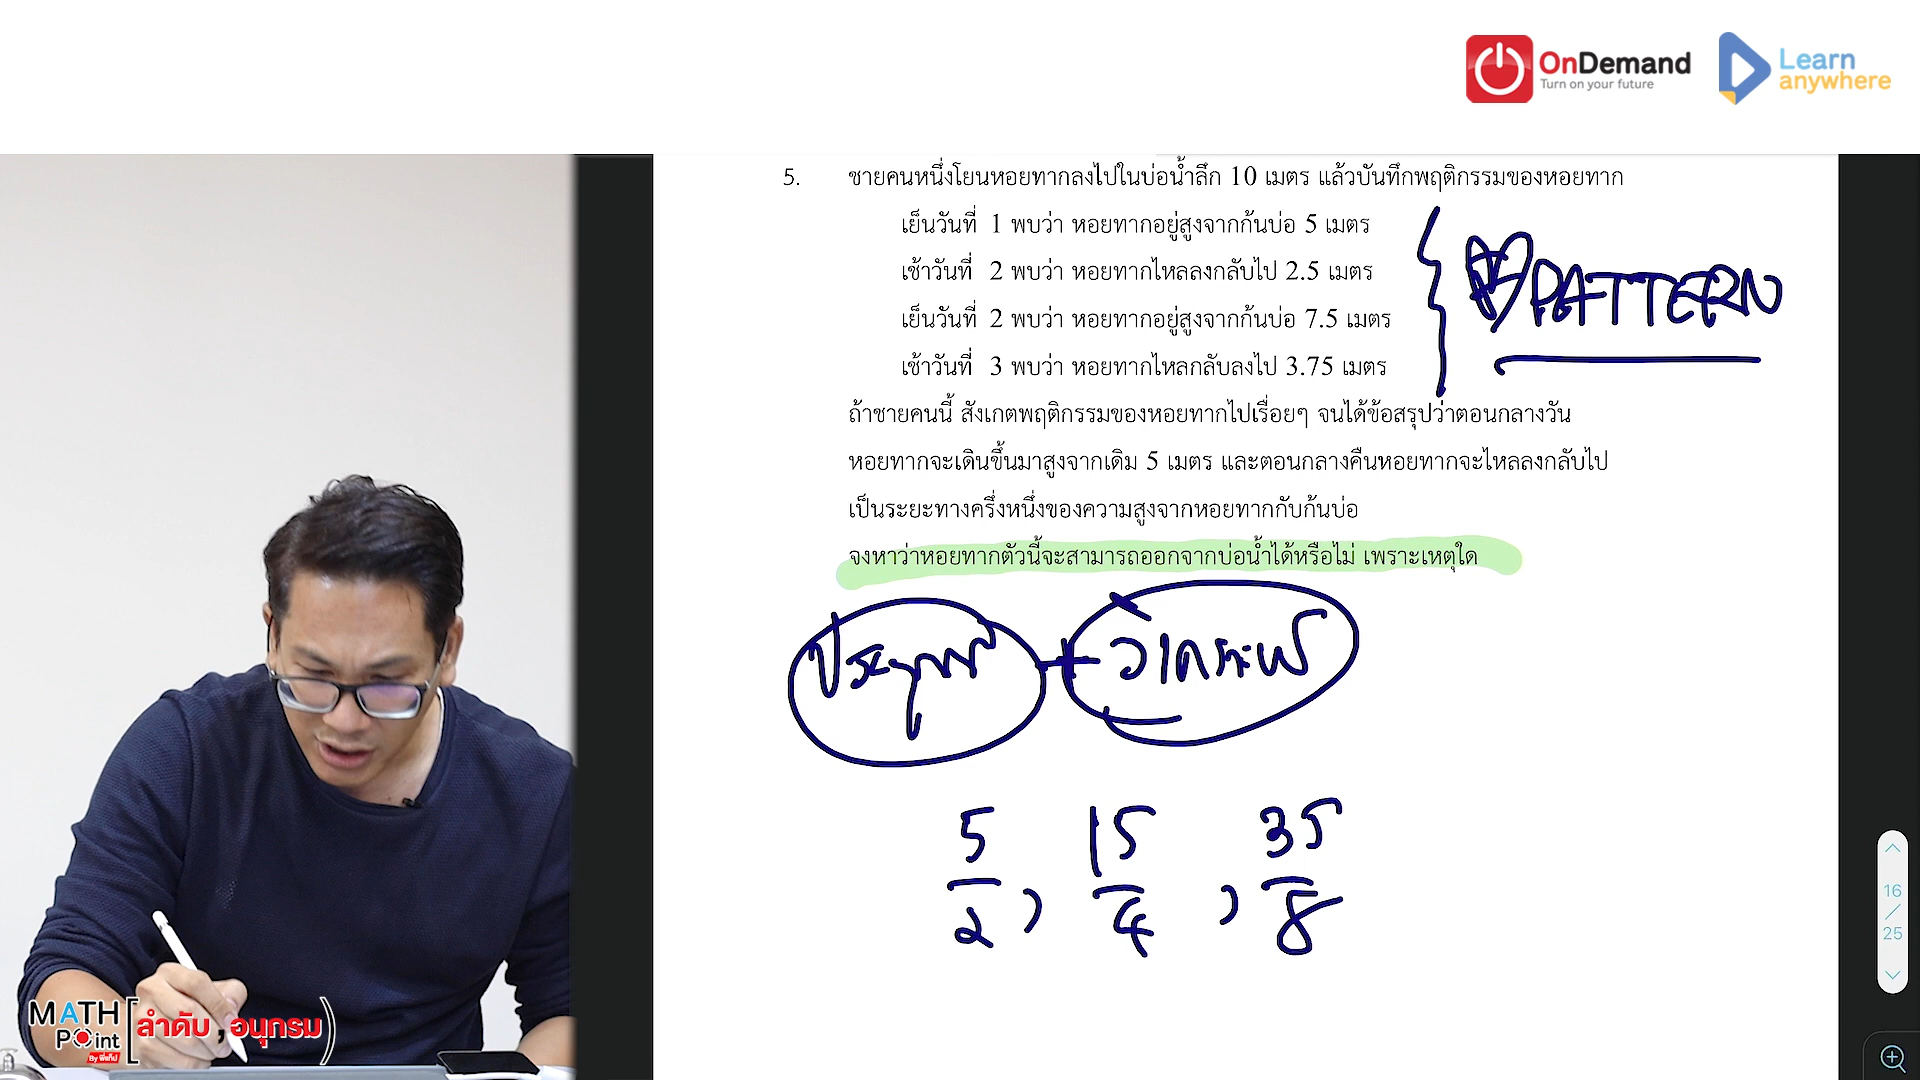 OnDemand
Turn on your future
Learn
anywhere
5. ชายคนหนึ่งโยนหอยทากลงไปในบ่อน้ำลึก 10 เมตร แล้วบันทึกพฤติกรรมของหอยทาก
เย็นวันที่ 1 พบว่า หอยทากอยู่สูงจากก้นบ่อ 5 เมตร
เช้าวันที่ 2 พบว่า หอยทากไหลลงกลับไป 2.5 เมตร
เย็นวันที่ 2 พบว่า หอยทากอยู่สูงจากก้นบ่อ 7.5 เมตร
เช้าวันที่ 3 พบว่า หอยทากไหลกลับลงไป 3.75 เมตร
PATTERN
ถ้าชายคนนี้ สังเกตพฤติกรรมของหอยทากไปเรื่อยๆ จนได้ข้อสรุปว่าตอนกลางวัน
หอยทากจะเดินขึ้นมาสูงจากเดิม 5 เมตร และตอนกลางคืนหอยทากจะไหลลงกลับไป
เป็นระยะทางครึ่งหนึ่งของความสูงจากหอยทากกับก้นบ่อ
จงหาว่าหอยทากตัวนี้จะสามารถออกจากบ่อน้ำได้หรือไม่ เพราะเหตุใด
ประยุกต์ + วิเคราะห์
5/2 , 15/4 , 35/8
16
/
25
MATH
Point
By พี่แท๊ป
[ลำดับ , อนุกรม)